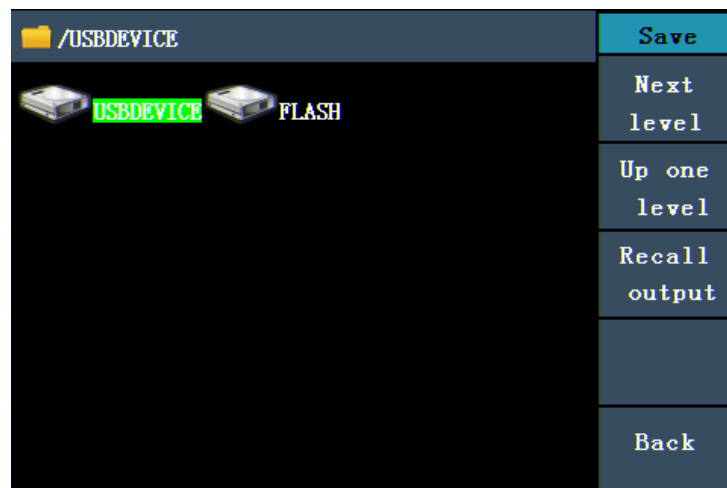 /USBDEVICE
USBDEVICE FLASH
Save
Next
level
Up one
level
Recall
output
Back